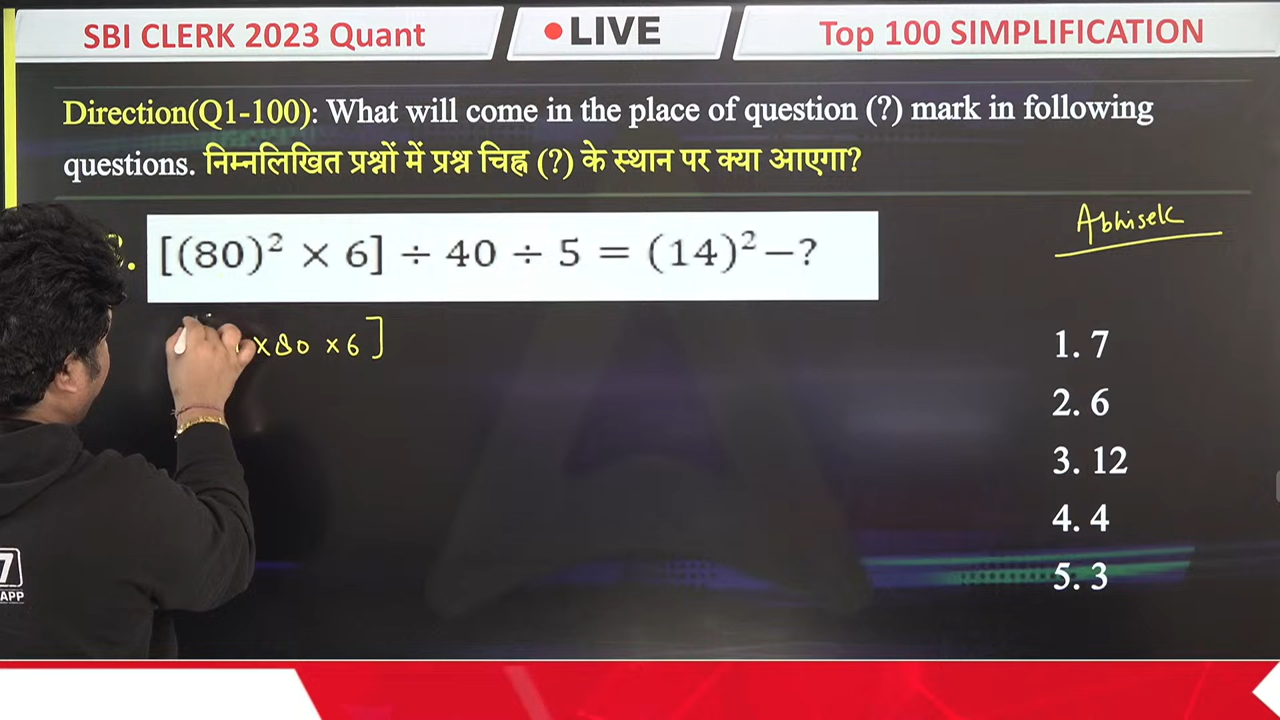 SBI CLERK 2023 Quant
LIVE
Top 100 SIMPLIFICATION
Direction(Q1-100): What will come in the place of question (?) mark in following
questions. निम्नलिखित प्रश्नों में प्रश्न चिह्न (?) के स्थान पर क्या आएगा?
[(80)² × 6] ÷ 40 ÷ 5 = (14)² – ?
× 80 × 6]
Abhisek
1. 7
2. 6
3. 12
4. 4
5. 3
7
APP